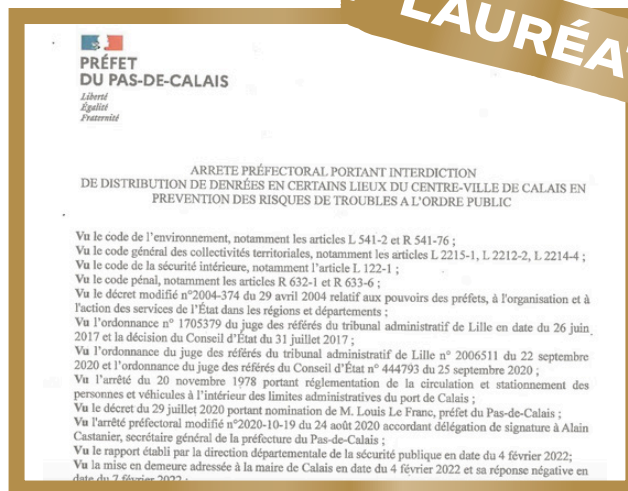 LAURÉA
PRÉFET
DU PAS-DE-CALAIS
Liberté
Égalité
Fraternité
ARRETE PRÉFECTORAL PORTANT INTERDICTION
DE DISTRIBUTION DE DENRÉES EN CERTAINS LIEUX DU CENTRE-VILLE DE CALAIS EN
PREVENTION DES RISQUES DE TROUBLES A L'ORDRE PUBLIC
Vu le code de l'environnement, notamment les articles L 541-2 et R 541-76 ;
Vu le code général des collectivités territoriales, notamment les articles L 2215-1, L 2212-2, L 2214-4 ;
Vu le code de la sécurité intérieure, notamment l'article L 122-1 ;
Vu le code pénal, notamment les articles R 632-1 et R 633-6 ;
Vu le décret modifié n°2004-374 du 29 avril 2004 relatif aux pouvoirs des préfets, à l'organisation et à
l'action des services de l'État dans les régions et départements ;
Vu l'ordonnance n° 1705379 du juge des référés du tribunal administratif de Lille en date du 26 juin
2017 et la décision du Conseil d'État du 31 juillet 2017 ;
Vu l'ordonnance du juge des référés du tribunal administratif de Lille n° 2006511 du 22 septembre
2020 et l'ordonnance du juge des référés du Conseil d'État n° 444793 du 25 septembre 2020 ;
Vu l'arrêté du 20 novembre 1978 portant réglementation de la circulation et stationnement des
personnes et véhicules à l'intérieur des limites administratives du port de Calais ;
Vu le décret du 29 juillet 2020 portant nomination de M. Louis Le Franc, préfet du Pas-de-Calais ;
Vu l'arrêté préfectoral modifié n°2020-10-19 du 24 août 2020 accordant délégation de signature à Alain
Castanier, secrétaire général de la préfecture du Pas-de-Calais ;
Vu le rapport établi par la direction départementale de la sécurité publique en date du 4 février 2022;
Vu la mise en demeure adressée à la maire de Calais en date du 4 février 2022 et sa réponse négative en
date du 7 février 2022 ;